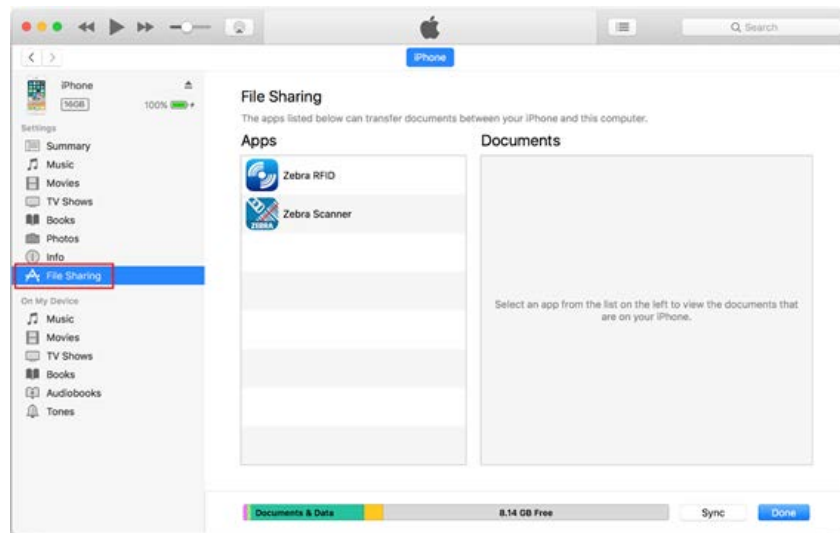 Search
iPhone
iPhone
16GB
100%
Settings
Summary
Music
Movies
TV Shows
Books
Photos
Info
File Sharing
On My Device
Music
Movies
TV Shows
Books
Audiobooks
Tones
File Sharing
The apps listed below can transfer documents between your iPhone and this computer.
Apps
Zebra RFID
ZEBRA
Zebra Scanner
Documents
Select an app from the list on the left to view the documents that
are on your iPhone.
Documents & Data
8.14 GB Free
Sync
Done